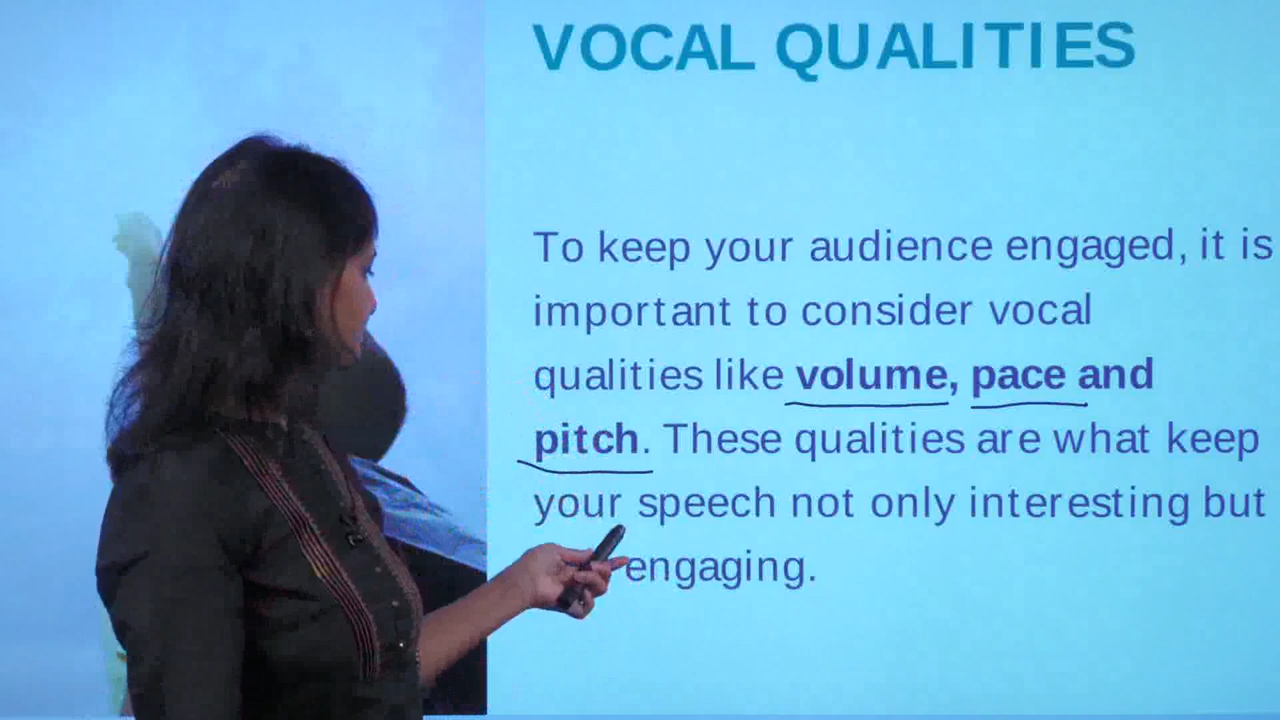 VOCAL QUALITIES
To keep your audience engaged, it is
important to consider vocal
qualities like volume, pace and
pitch. These qualities are what keep
your speech not only interesting but
engaging.